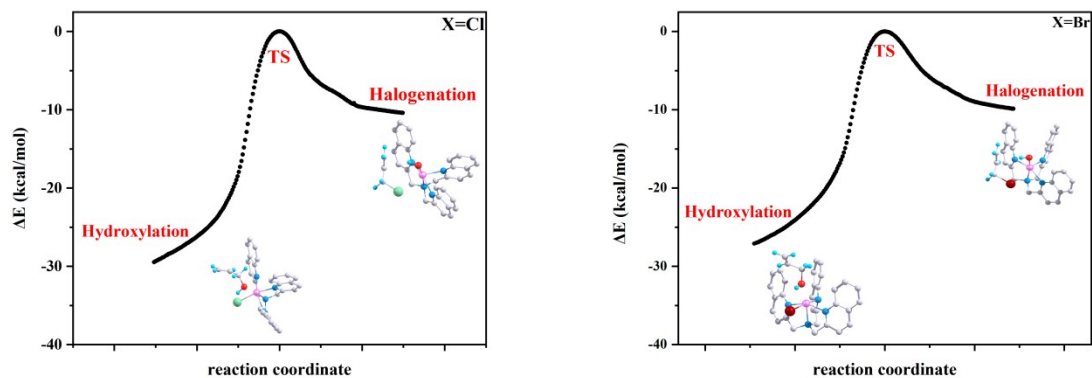 X=Cl
0
TS
Halogenation
-10
ΔE (kcal/mol)
-20
Hydroxylation
-30
-40
reaction coordinate
X=Br
0
TS
Halogenation
-10
ΔE (kcal/mol)
-20
Hydroxylation
-30
-40
reaction coordinate